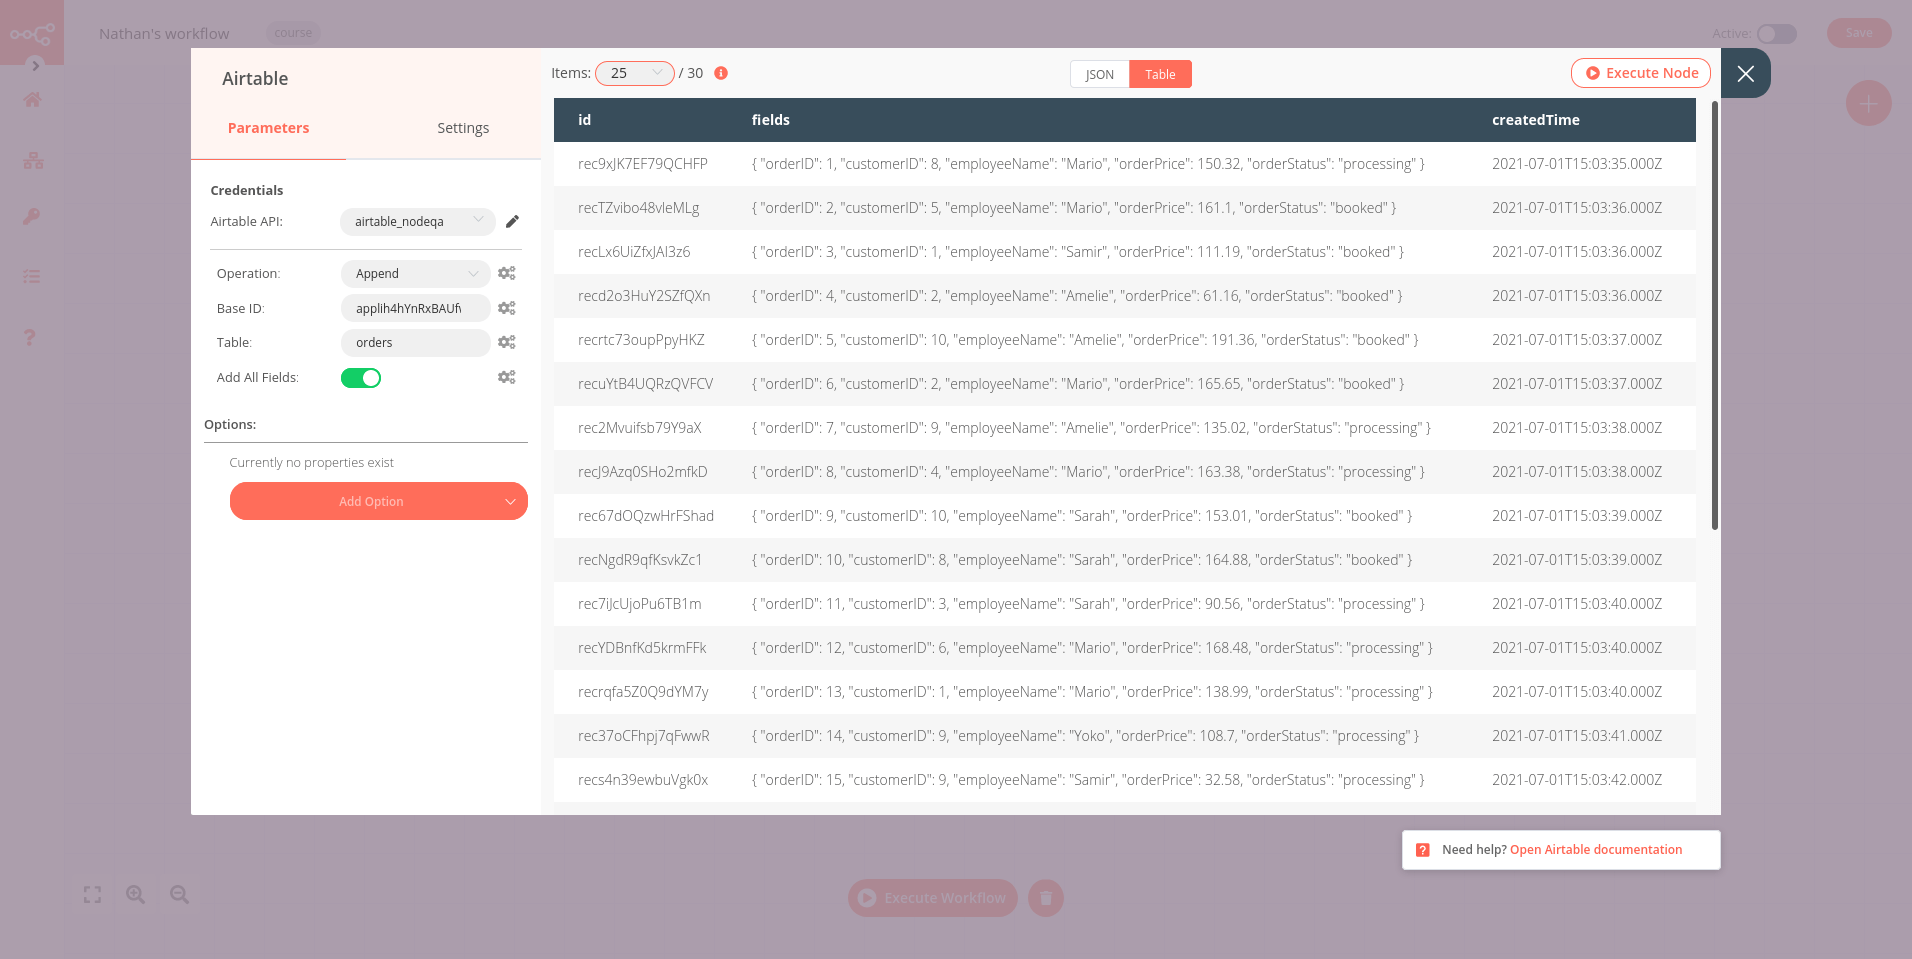 Nathan's workflow course Active: Save
Airtable
Parameters Settings
Credentials
Airtable API: airtable_nodeqa
Operation: Append
Base ID: applih4hYnRxBAUf
Table: orders
Add All Fields:
Options:
Currently no properties exist
Add Option
Items: 25 / 30 JSON Table Execute Node
id fields createdTime
rec9xJK7EF79QCHFP { "orderID": 1, "customerID": 8, "employeeName": "Mario", "orderPrice": 150.32, "orderStatus": "processing" } 2021-07-01T15:03:35.000Z
recTZvibo48vleMLg { "orderID": 2, "customerID": 5, "employeeName": "Mario", "orderPrice": 161.1, "orderStatus": "booked" } 2021-07-01T15:03:36.000Z
recLx6UiZfxJAI3z6 { "orderID": 3, "customerID": 1, "employeeName": "Samir", "orderPrice": 111.19, "orderStatus": "booked" } 2021-07-01T15:03:36.000Z
recd2o3HuY2SZfQXn { "orderID": 4, "customerID": 2, "employeeName": "Amelie", "orderPrice": 61.16, "orderStatus": "booked" } 2021-07-01T15:03:36.000Z
recrtc73oupPpyHKZ { "orderID": 5, "customerID": 10, "employeeName": "Amelie", "orderPrice": 191.36, "orderStatus": "booked" } 2021-07-01T15:03:37.000Z
recuYtB4UQRzQVFCV { "orderID": 6, "customerID": 2, "employeeName": "Mario", "orderPrice": 165.65, "orderStatus": "booked" } 2021-07-01T15:03:37.000Z
rec2Mvuifsb79Y9aX { "orderID": 7, "customerID": 9, "employeeName": "Amelie", "orderPrice": 135.02, "orderStatus": "processing" } 2021-07-01T15:03:38.000Z
recJ9Azq0SHo2mfkD { "orderID": 8, "customerID": 4, "employeeName": "Mario", "orderPrice": 163.38, "orderStatus": "processing" } 2021-07-01T15:03:38.000Z
rec67dOQzwHrFShad { "orderID": 9, "customerID": 10, "employeeName": "Sarah", "orderPrice": 153.01, "orderStatus": "booked" } 2021-07-01T15:03:39.000Z
recNgdR9qfKsvkZc1 { "orderID": 10, "customerID": 8, "employeeName": "Sarah", "orderPrice": 164.88, "orderStatus": "booked" } 2021-07-01T15:03:39.000Z
rec7iJcUjoPu6TB1m { "orderID": 11, "customerID": 3, "employeeName": "Sarah", "orderPrice": 90.56, "orderStatus": "processing" } 2021-07-01T15:03:40.000Z
recYDBnfKd5krmFFk { "orderID": 12, "customerID": 6, "employeeName": "Mario", "orderPrice": 168.48, "orderStatus": "processing" } 2021-07-01T15:03:40.000Z
recrqfa5Z0Q9dYM7y { "orderID": 13, "customerID": 1, "employeeName": "Mario", "orderPrice": 138.99, "orderStatus": "processing" } 2021-07-01T15:03:40.000Z
rec37oCFhpj7qFwwR { "orderID": 14, "customerID": 9, "employeeName": "Yoko", "orderPrice": 108.7, "orderStatus": "processing" } 2021-07-01T15:03:41.000Z
recs4n39ewbuVgk0x { "orderID": 15, "customerID": 9, "employeeName": "Samir", "orderPrice": 32.58, "orderStatus": "processing" } 2021-07-01T15:03:42.000Z
Need help? Open Airtable documentation
Execute Workflow